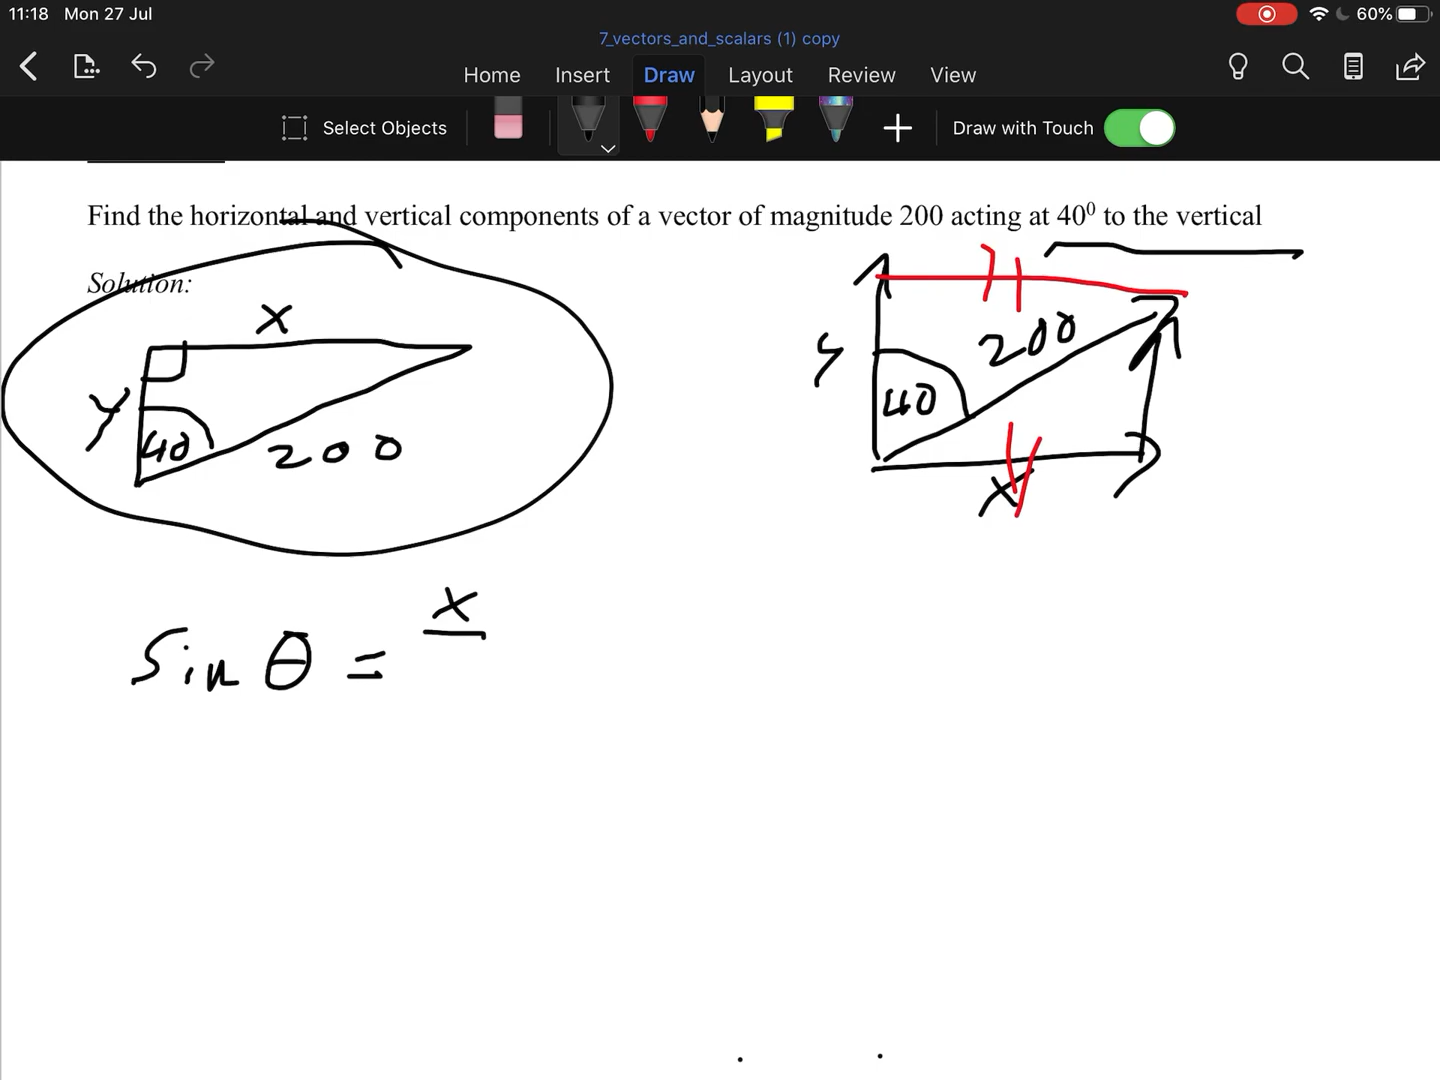 11:18 Mon 27 Jul
60%
7_vectors_and_scalars (1) copy
Home Insert Draw Layout Review View
Select Objects
Draw with Touch
Find the horizontal and vertical components of a vector of magnitude 200 acting at 40⁰ to the vertical
Solution:
x
y
40
200
y
200
40
x
Sin θ = x